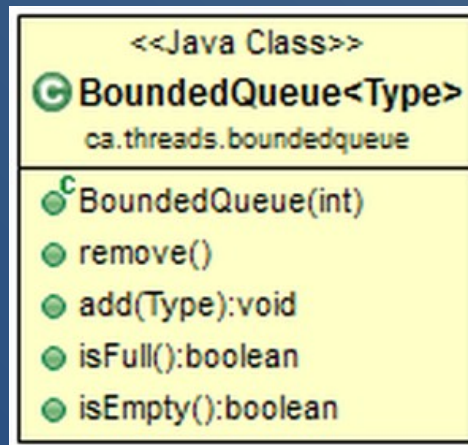 <<Java Class>>
C BoundedQueue<Type>
ca.threads.boundedqueue
C BoundedQueue(int)
remove()
add(Type):void
isFull():boolean
isEmpty():boolean